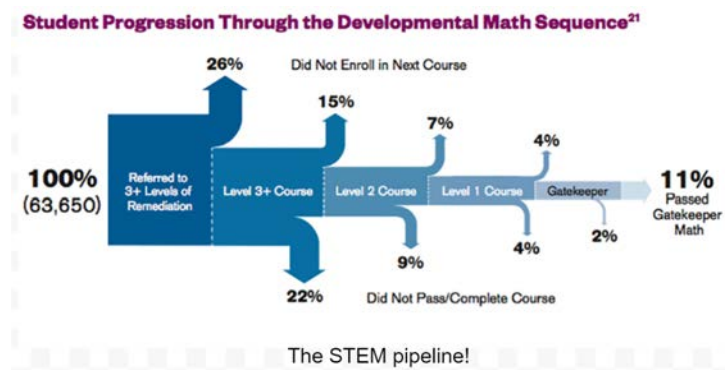 Student Progression Through the Developmental Math Sequence21
26%
Did Not Enroll in Next Course
15%
7%
4%
100%
(63,650)
Referred to
3+ Levels of
Remediation
Level 3+ Course
Level 2 Course
Level 1 Course
Gatekeeper
11%
Passed
Gatekeeper
Math
22%
9%
4%
2%
Did Not Pass/Complete Course
The STEM pipeline!